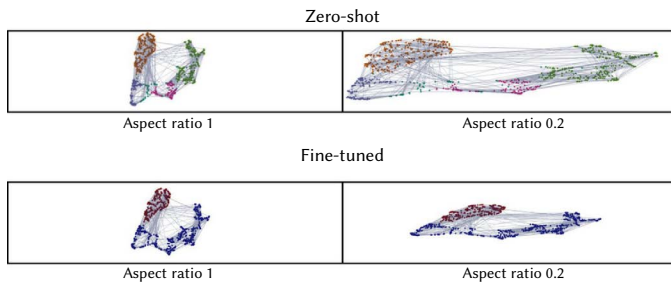 Zero-shot
Aspect ratio 1
Aspect ratio 0.2
Fine-tuned
Aspect ratio 1
Aspect ratio 0.2